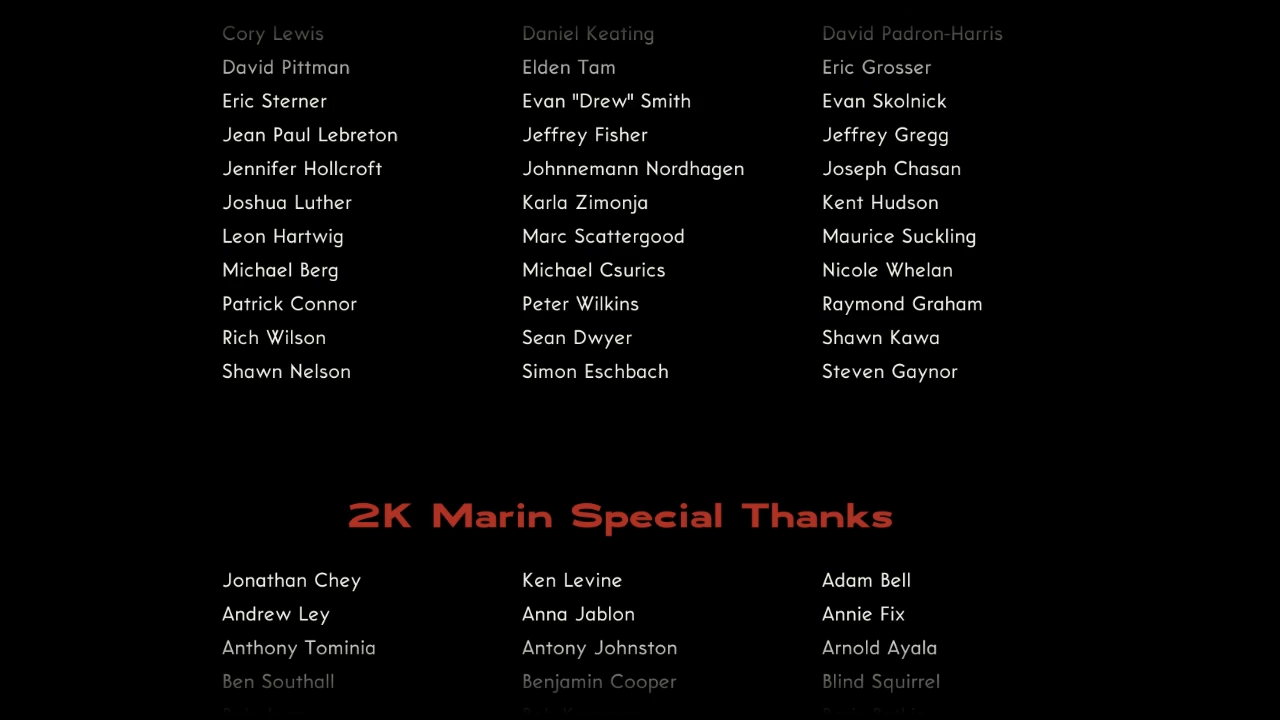 Cory Lewis Daniel Keating David Padron-Harris
David Pittman Elden Tam Eric Grosser
Eric Sterner Evan "Drew" Smith Evan Skolnick
Jean Paul Lebreton Jeffrey Fisher Jeffrey Gregg
Jennifer Hollcroft Johnnemann Nordhagen Joseph Chasan
Joshua Luther Karla Zimonja Kent Hudson
Leon Hartwig Marc Scattergood Maurice Suckling
Michael Berg Michael Csurics Nicole Whelan
Patrick Connor Peter Wilkins Raymond Graham
Rich Wilson Sean Dwyer Shawn Kawa
Shawn Nelson Simon Eschbach Steven Gaynor
2K Marin Special Thanks
Jonathan Chey Ken Levine Adam Bell
Andrew Ley Anna Jablon Annie Fix
Anthony Tominia Antony Johnston Arnold Ayala
Ben Southall Benjamin Cooper Blind Squirrel